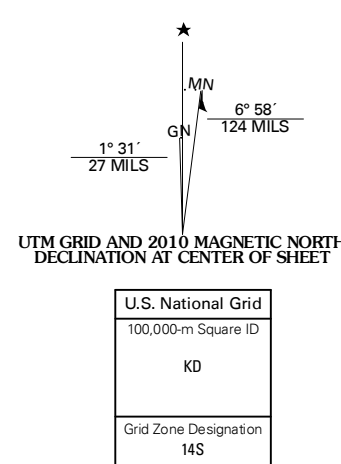 ★
MN
6° 58´
124 MILS
GN
1° 31´
27 MILS
UTM GRID AND 2010 MAGNETIC NORTH
DECLINATION AT CENTER OF SHEET
U.S. National Grid
100,000-m Square ID
KD
Grid Zone Designation
14S